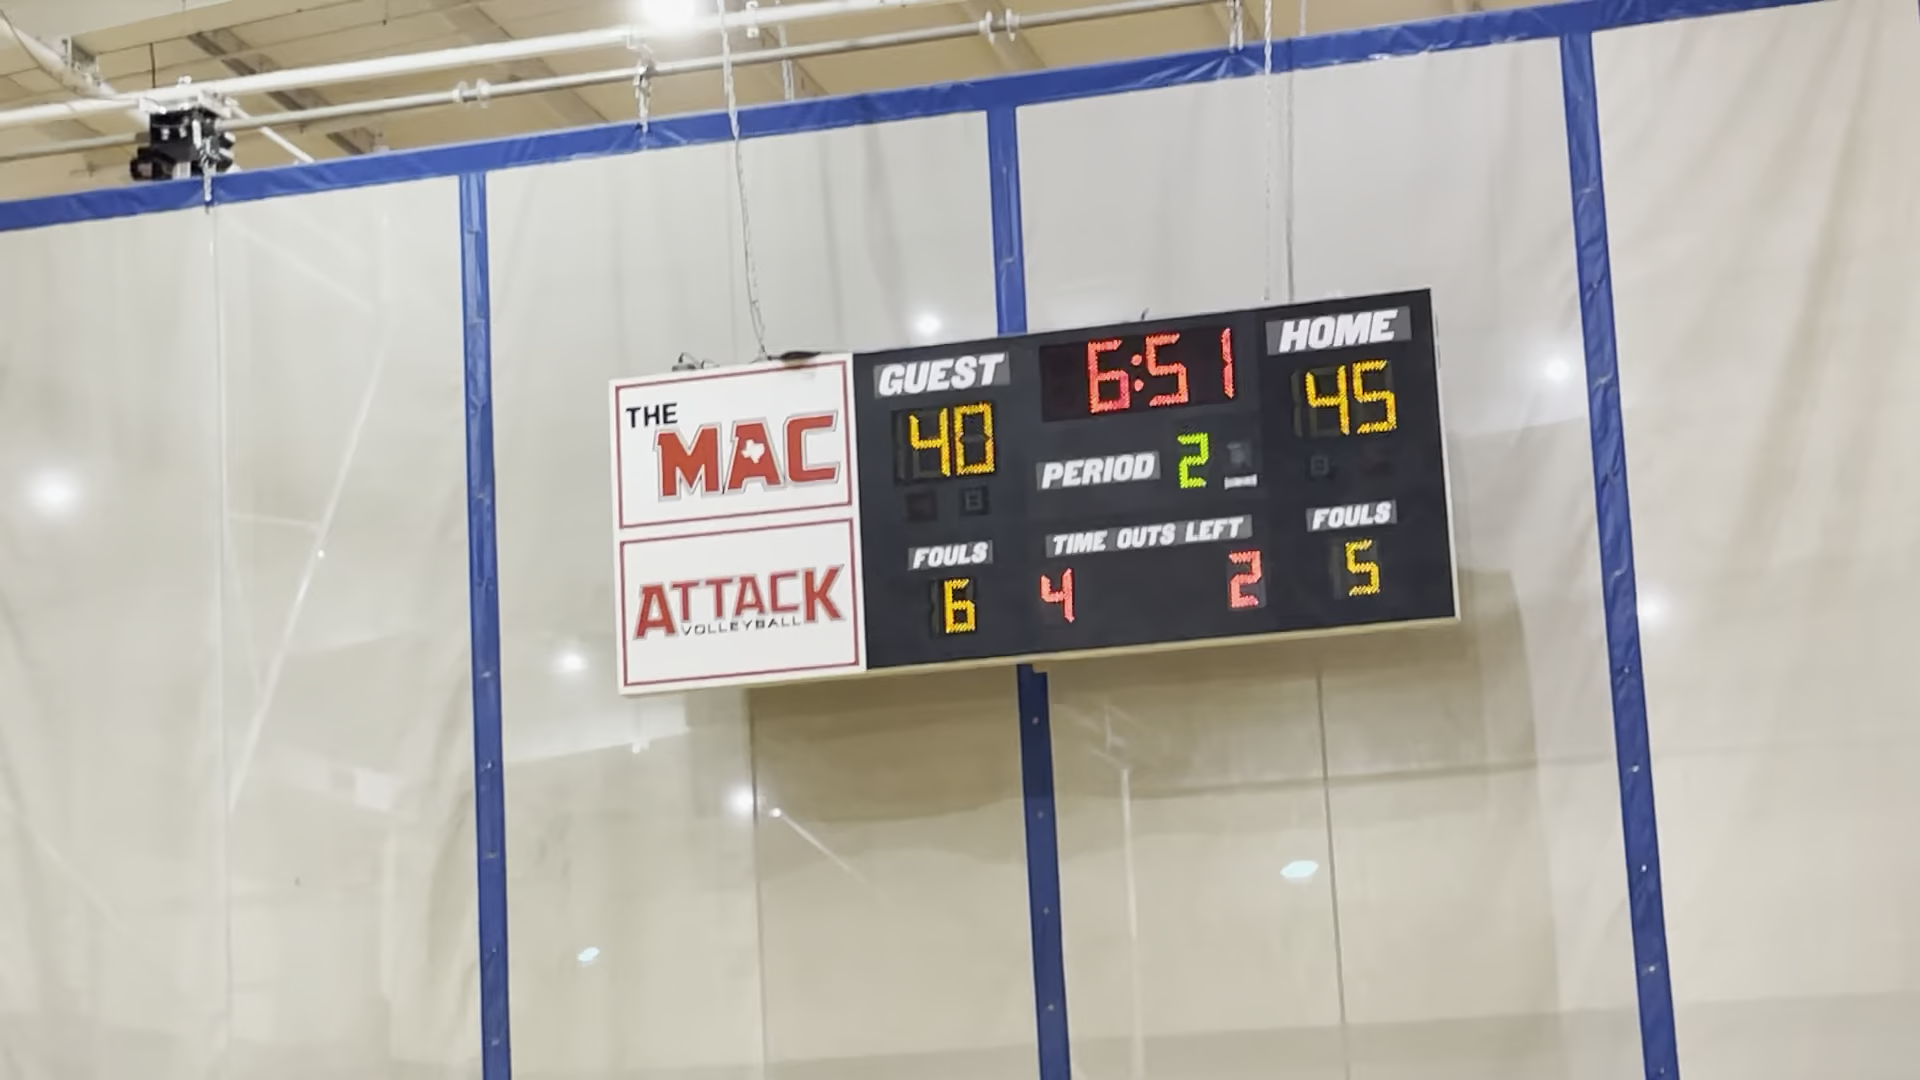 THE
MAC
ATTACK
VOLLEYBALL
GUEST
6:51
HOME
40
45
PERIOD 2
FOULS
TIME OUTS LEFT
FOULS
6
4
2
5